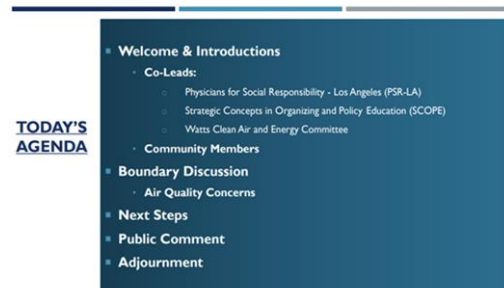 TODAY'S
AGENDA
Welcome & Introductions
Co-Leads:
Physicians for Social Responsibility - Los Angeles (PSR-LA)
Strategic Concepts in Organizing and Policy Education (SCOPE)
Watts Clean Air and Energy Committee
Community Members
Boundary Discussion
Air Quality Concerns
Next Steps
Public Comment
Adjournment